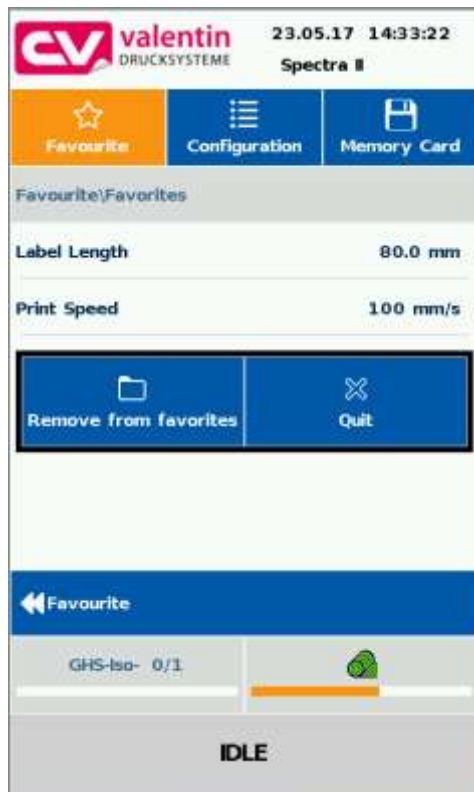 CV valentin 23.05.17 14:33:22
DRUCKSYSTEME Spectra II
Favourite Configuration Memory Card
Favourite\Favorites
Label Length 80.0 mm
Print Speed 100 mm/s
Remove from favorites Quit
Favourite
GHS-Iso- 0/1
IDLE